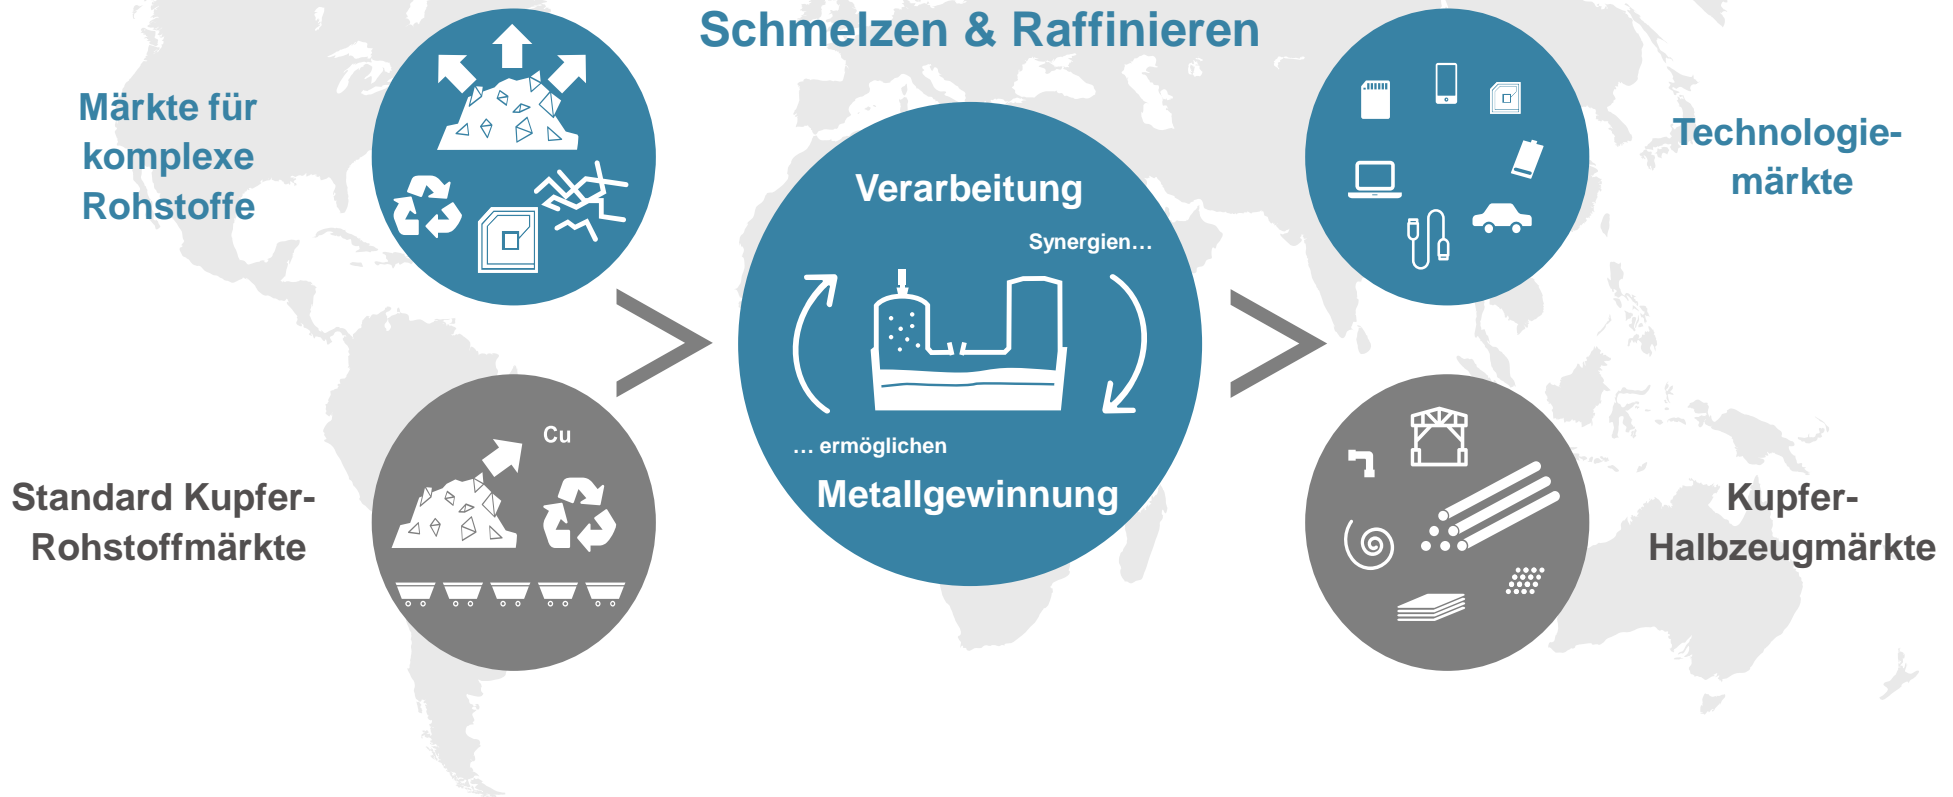 Schmelzen & Raffinieren
Märkte für
komplexe
Rohstoffe
Verarbeitung
Synergien…
… ermöglichen
Metallgewinnung
Technologie-
märkte
Cu
Standard Kupfer-
Rohstoffmärkte
Kupfer-
Halbzeugmärkte